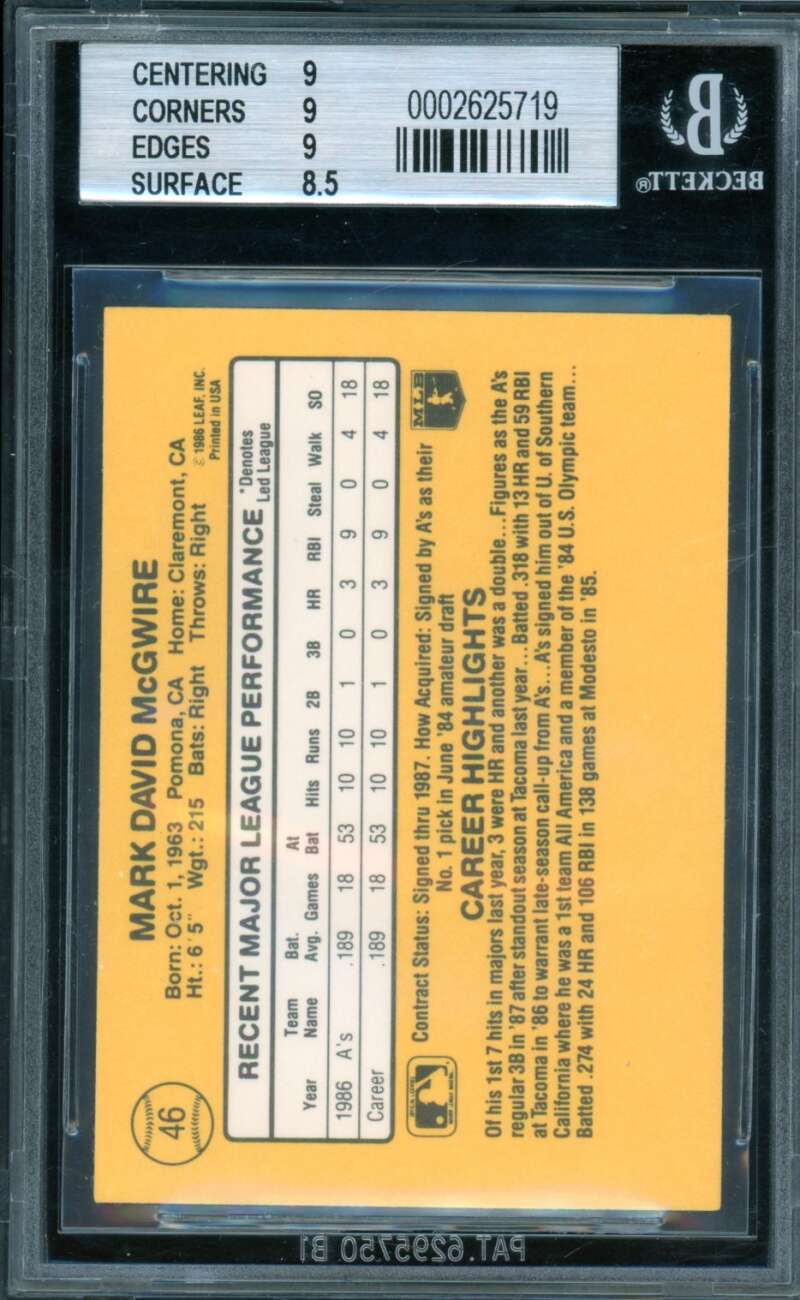 CENTERING 9
CORNERS 9
EDGES 9
SURFACE 8.5
0002625719
BECKETT®
46
MARK DAVID McGWIRE
Born: Oct. 1, 1963 Pomona, CA Home: Claremont, CA
Ht.: 6'5" Wgt.: 215 Bats: Right Throws: Right
© 1986 LEAF, INC.
Printed in USA
RECENT MAJOR LEAGUE PERFORMANCE *Denotes Led League
Year Team Name Bat. Avg. Games At Bat Hits Runs 2B 3B HR RBI Steal Walk SO
1986 A's .189 18 53 10 10 1 0 3 9 0 4 18
Career .189 18 53 10 10 1 0 3 9 0 4 18
Contract Status: Signed thru 1987. How Acquired: Signed by A's as their
No. 1 pick in June '84 amateur draft
MLB
CAREER HIGHLIGHTS
Of his 1st 7 hits in majors last year, 3 were HR and another was a double...Figures as the A's
regular 3B in '87 after standout season at Tacoma last year...Batted .318 with 13 HR and 59 RBI
at Tacoma in '86 to warrant late-season call-up from A's...A's signed him out of U. of Southern
California where he was a 1st team All America and a member of the '84 U.S. Olympic team...
Batted .274 with 24 HR and 106 RBI in 138 games at Modesto in '85.
PAT.6295750 B1